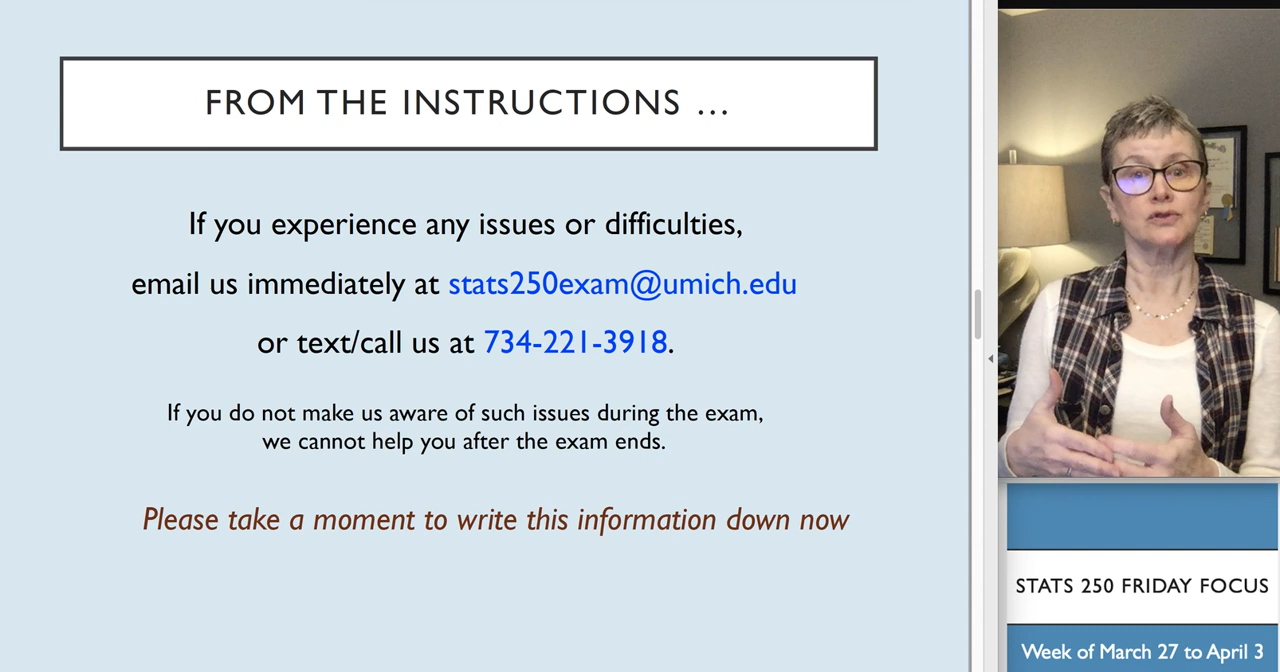 FROM THE INSTRUCTIONS …
If you experience any issues or difficulties,
email us immediately at stats250exam@umich.edu
or text/call us at 734-221-3918.
If you do not make us aware of such issues during the exam,
we cannot help you after the exam ends.
Please take a moment to write this information down now
STATS 250 FRIDAY FOCUS
Week of March 27 to April 3